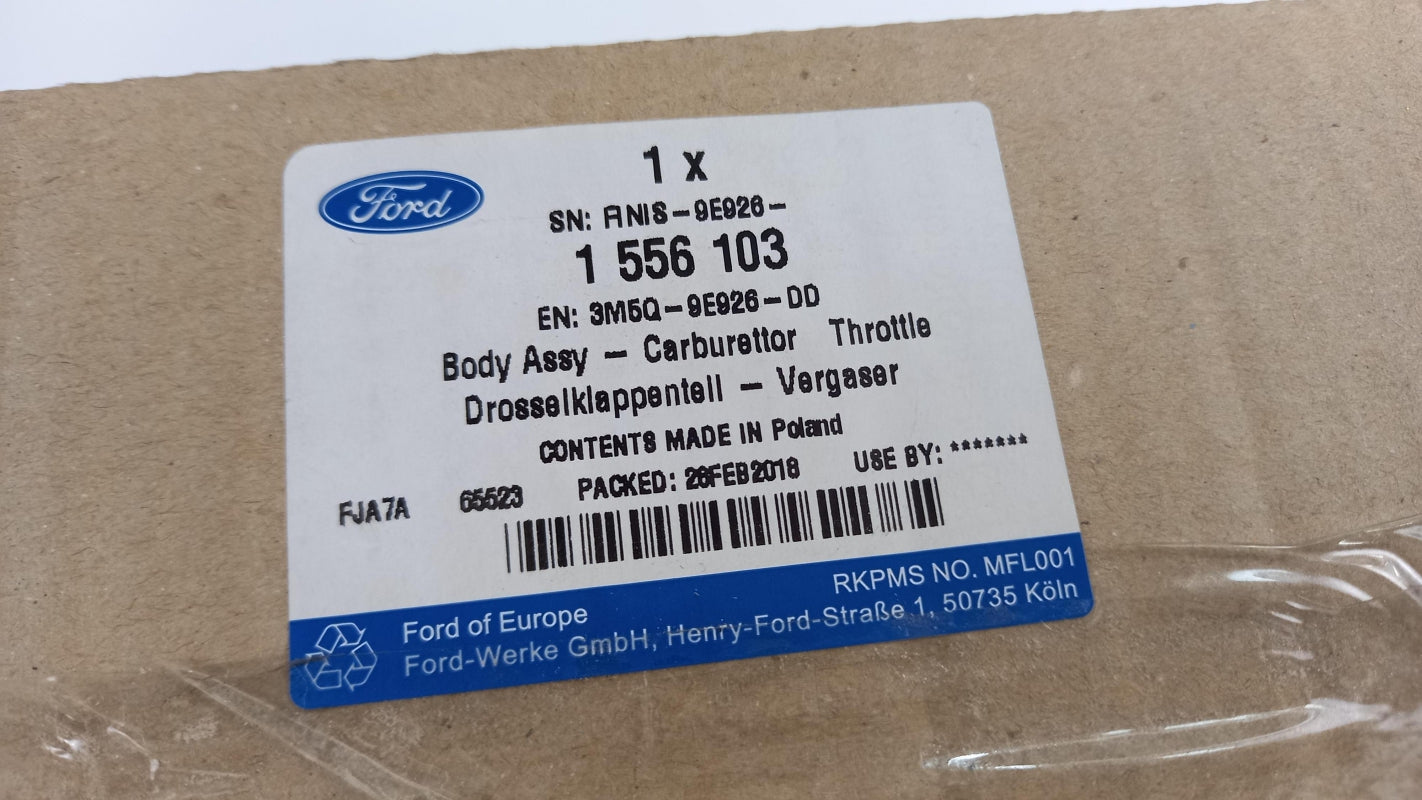 Ford
1 x
SN: FINIS-9E926-
1 556 103
EN: 3M5Q-9E926-DD
Body Assy - Carburettor Throttle
Drosselklappenteil - Vergaser
CONTENTS MADE IN Poland
PACKED: 28FEB2018 USE BY: *******
FJA7A 65523
RKPMS NO. MFL001
Ford of Europe
Ford-Werke GmbH, Henry-Ford-Straße 1, 50735 Köln